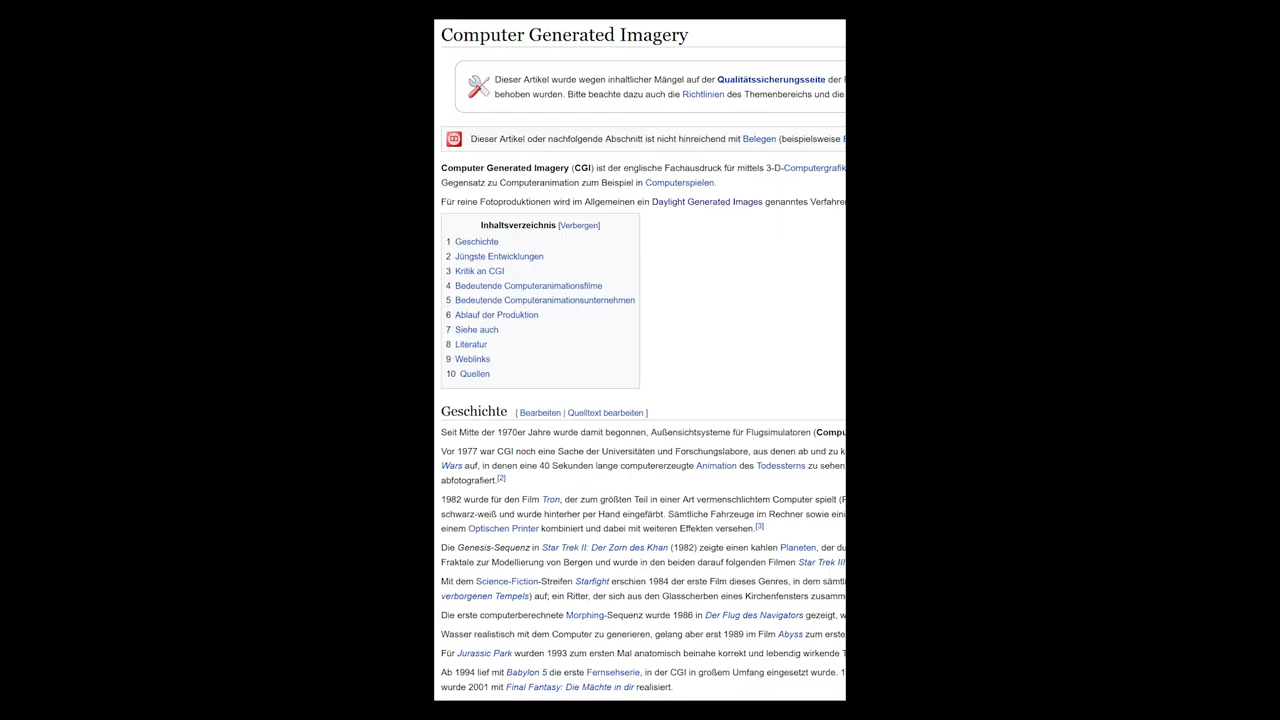 Computer Generated Imagery
Dieser Artikel wurde wegen inhaltlicher Mängel auf der Qualitätssicherungsseite der
behoben wurden. Bitte beachte dazu auch die Richtlinien des Themenbereichs und die
Dieser Artikel oder nachfolgende Abschnitt ist nicht hinreichend mit Belegen (beispielsweise
Computer Generated Imagery (CGI) ist der englische Fachausdruck für mittels 3-D-Computergrafik
Gegensatz zu Computeranimation zum Beispiel in Computerspielen.
Für reine Fotoproduktionen wird im Allgemeinen ein Daylight Generated Images genanntes Verfahren
Inhaltsverzeichnis [Verbergen]
1 Geschichte
2 Jüngste Entwicklungen
3 Kritik an CGI
4 Bedeutende Computeranimationsfilme
5 Bedeutende Computeranimationsunternehmen
6 Ablauf der Produktion
7 Siehe auch
8 Literatur
9 Weblinks
10 Quellen
Geschichte [ Bearbeiten | Quelltext bearbeiten ]
Seit Mitte der 1970er Jahre wurde damit begonnen, Außensichtsysteme für Flugsimulatoren (Compu
Vor 1977 war CGI noch eine Sache der Universitäten und Forschungslabore, aus denen ab und zu k
Wars auf, in denen eine 40 Sekunden lange computererzeugte Animation des Todessterns zu sehen
abfotografiert.[2]
1982 wurde für den Film Tron, der zum größten Teil in einer Art vermenschlichtem Computer spielt (F
schwarz-weiß und wurde hinterher per Hand eingefärbt. Sämtliche Fahrzeuge im Rechner sowie eini
einem Optischen Printer kombiniert und dabei mit weiteren Effekten versehen.[3]
Die Genesis-Sequenz in Star Trek II: Der Zorn des Khan (1982) zeigte einen kahlen Planeten, der du
Fraktale zur Modellierung von Bergen und wurde in den beiden darauf folgenden Filmen Star Trek III
Mit dem Science-Fiction-Streifen Starfight erschien 1984 der erste Film dieses Genres, in dem sämtl
verborgenen Tempels) auf; ein Ritter, der sich aus den Glasscherben eines Kirchenfensters zusamm
Die erste computerberechnete Morphing-Sequenz wurde 1986 in Der Flug des Navigators gezeigt, w
Wasser realistisch mit dem Computer zu generieren, gelang aber erst 1989 im Film Abyss zum erste
Für Jurassic Park wurden 1993 zum ersten Mal anatomisch beinahe korrekt und lebendig wirkende
Ab 1994 lief mit Babylon 5 die erste Fernsehserie, in der CGI in großem Umfang eingesetzt wurde. 1
wurde 2001 mit Final Fantasy: Die Mächte in dir realisiert.